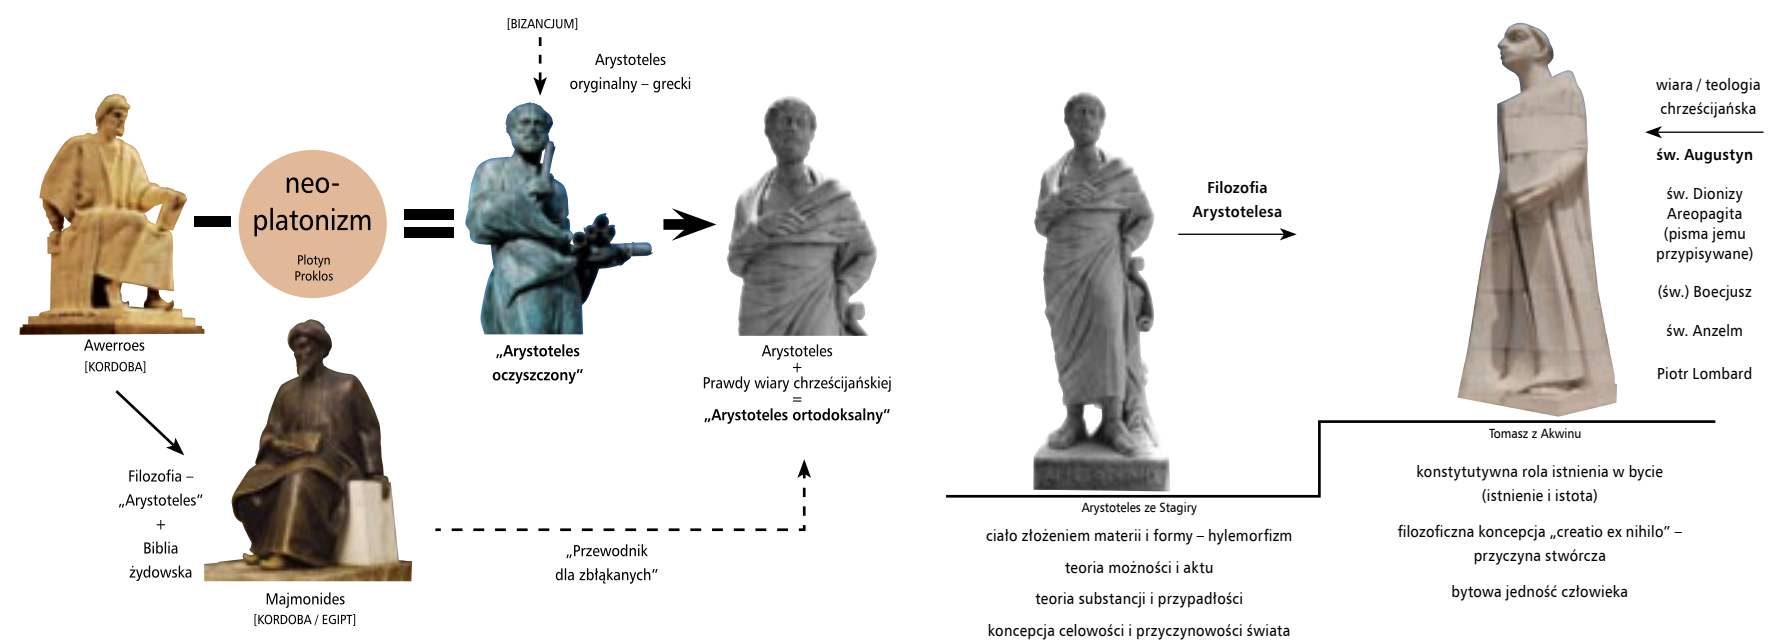 [BIZANCJUM]
Arystoteles
oryginalny – grecki
neo-
platonizm
Plotyn
Proklos
Awerroes
[KORDOBA]
„Arystoteles
oczyszczony”
Arystoteles
+
Prawdy wiary chrześcijańskiej
=
„Arystoteles ortodoksalny”
Filozofia –
„Arystoteles”
+
Biblia
żydowska
Majmonides
[KORDOBA / EGIPT]
„Przewodnik
dla zbłąkanych”
Filozofia
Arystotelesa
wiara / teologia
chrześcijańska
św. Augustyn
św. Dionizy
Areopagita
(pisma jemu
przypisywane)
(św.) Boecjusz
św. Anzelm
Piotr Lombard
Arystoteles ze Stagiry
ciało złożeniem materii i formy – hylemorfizm
teoria możności i aktu
teoria substancji i przypadłości
koncepcja celowości i przyczynowości świata
Tomasz z Akwinu
konstytutywna rola istnienia w bycie
(istnienie i istota)
filozoficzna koncepcja „creatio ex nihilo” –
przyczyna stwórcza
bytowa jedność człowieka